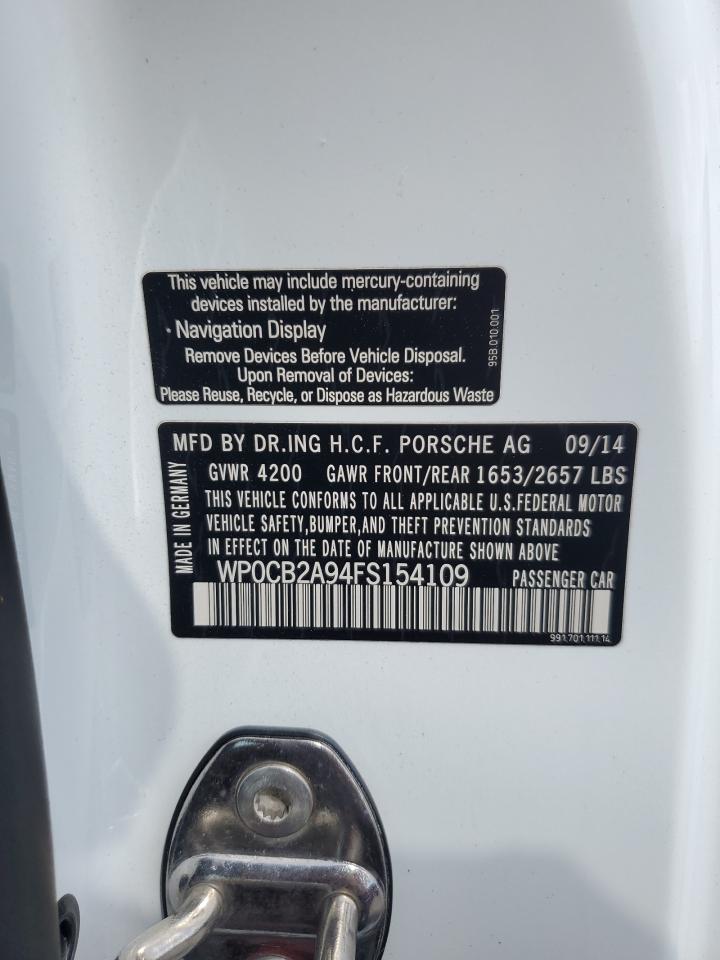 This vehicle may include mercury-containing
devices installed by the manufacturer:
· Navigation Display
Remove Devices Before Vehicle Disposal.
Upon Removal of Devices:
Please Reuse, Recycle, or Dispose as Hazardous Waste
95B.010.001
MFD BY DR.ING H.C.F. PORSCHE AG 09/14
GVWR 4200 GAWR FRONT/REAR 1653/2657 LBS
THIS VEHICLE CONFORMS TO ALL APPLICABLE U.S.FEDERAL MOTOR
VEHICLE SAFETY,BUMPER,AND THEFT PREVENTION STANDARDS
IN EFFECT ON THE DATE OF MANUFACTURE SHOWN ABOVE
WP0CB2A94FS154109 PASSENGER CAR
MADE IN GERMANY
991.701.111.14